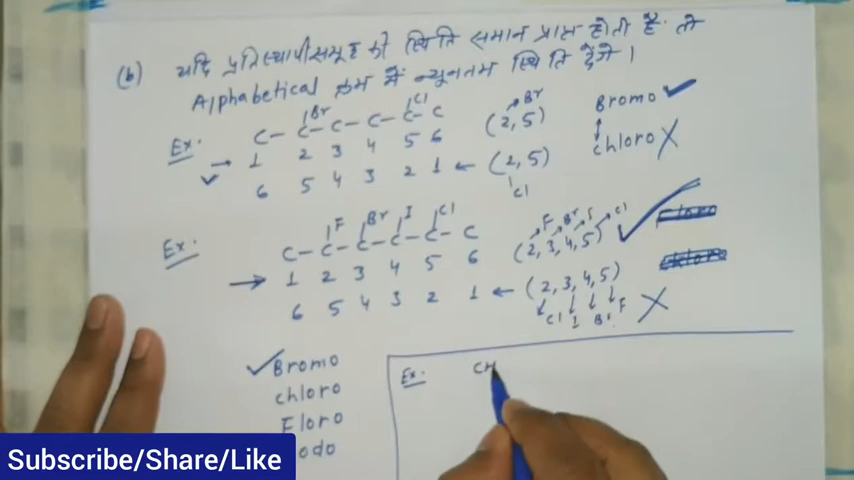 (b) यदि प्रतिस्थापी समूह की स्थिति समान प्राप्त होती है तो
Alphabetical क्रम में न्यूनतम स्थिति देंगे।
Ex.
Br Cl
C - C - C - C - C - C
1 2 3 4 5 6
6 5 4 3 2 1
Br
(2,5)
(2,5)
Cl
Bromo
chloro
Ex.
F Br I Cl
C - C - C - C - C - C
1 2 3 4 5 6
6 5 4 3 2 1
F Br I Cl
(2,3,4,5)
(2,3,4,5)
Cl I Br F
Bromo
chloro
Floro
odo
Ex. CH
Subscribe/Share/Like